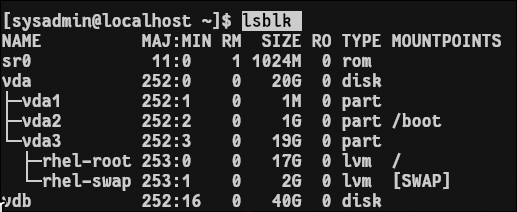 [sysadmin@localhost ~]$ lsblk
NAME          MAJ:MIN RM  SIZE RO TYPE MOUNTPOINTS
sr0            11:0    1 1024M  0 rom
vda           252:0    0   20G  0 disk
├─vda1        252:1    0    1M  0 part
├─vda2        252:2    0    1G  0 part /boot
└─vda3        252:3    0   19G  0 part
  ├─rhel-root 253:0    0   17G  0 lvm  /
  └─rhel-swap 253:1    0    2G  0 lvm  [SWAP]
vdb           252:16   0   40G  0 disk